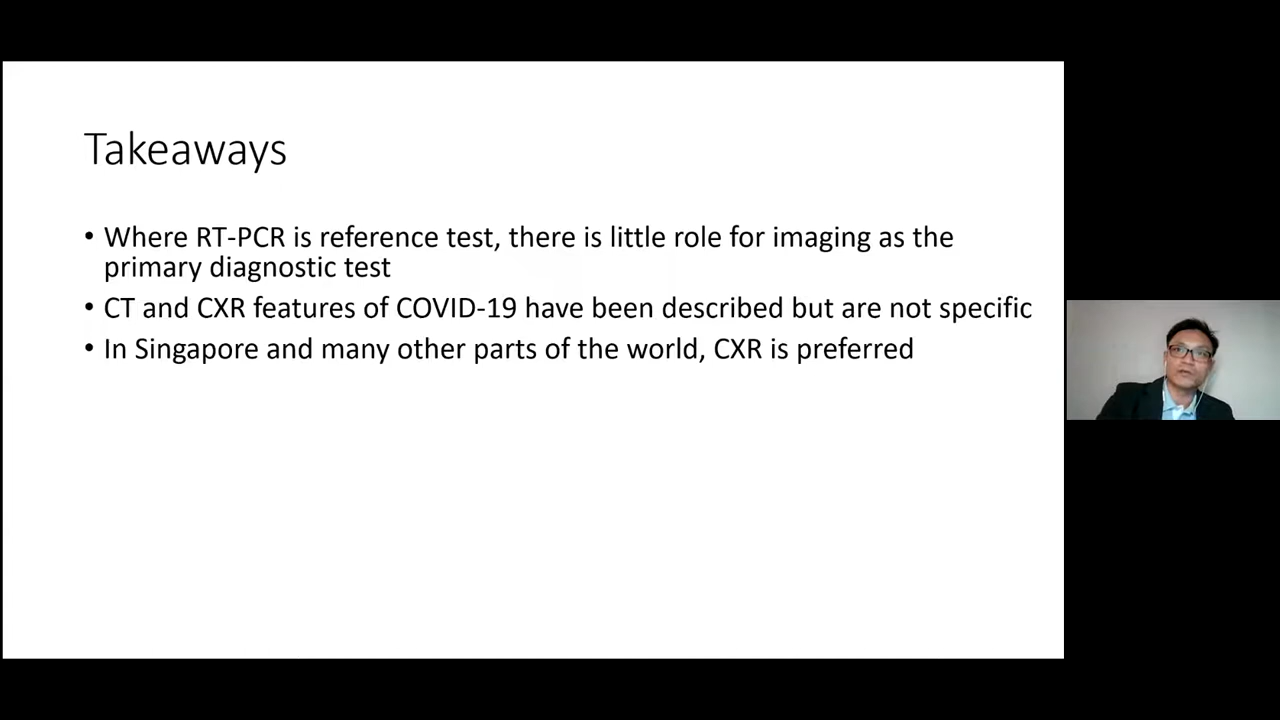 Takeaways
• Where RT-PCR is reference test, there is little role for imaging as the
primary diagnostic test
• CT and CXR features of COVID-19 have been described but are not specific
• In Singapore and many other parts of the world, CXR is preferred